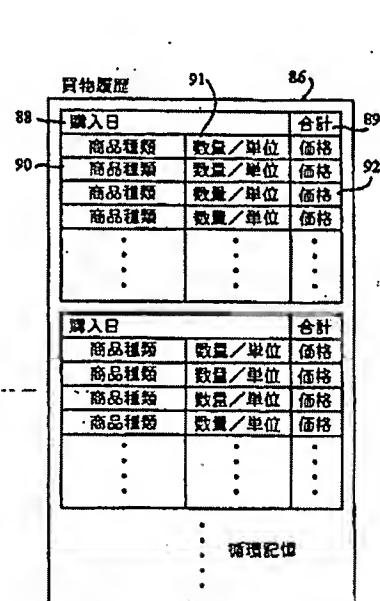 買物履歴 91 86
88 購入日 合計 89
商品種類 数量／単位 価格
90 商品種類 数量／単位 価格 92
商品種類 数量／単位 価格
商品種類 数量／単位 価格
購入日 合計
商品種類 数量／単位 価格
商品種類 数量／単位 価格
商品種類 数量／単位 価格
商品種類 数量／単位 価格
循環記憶